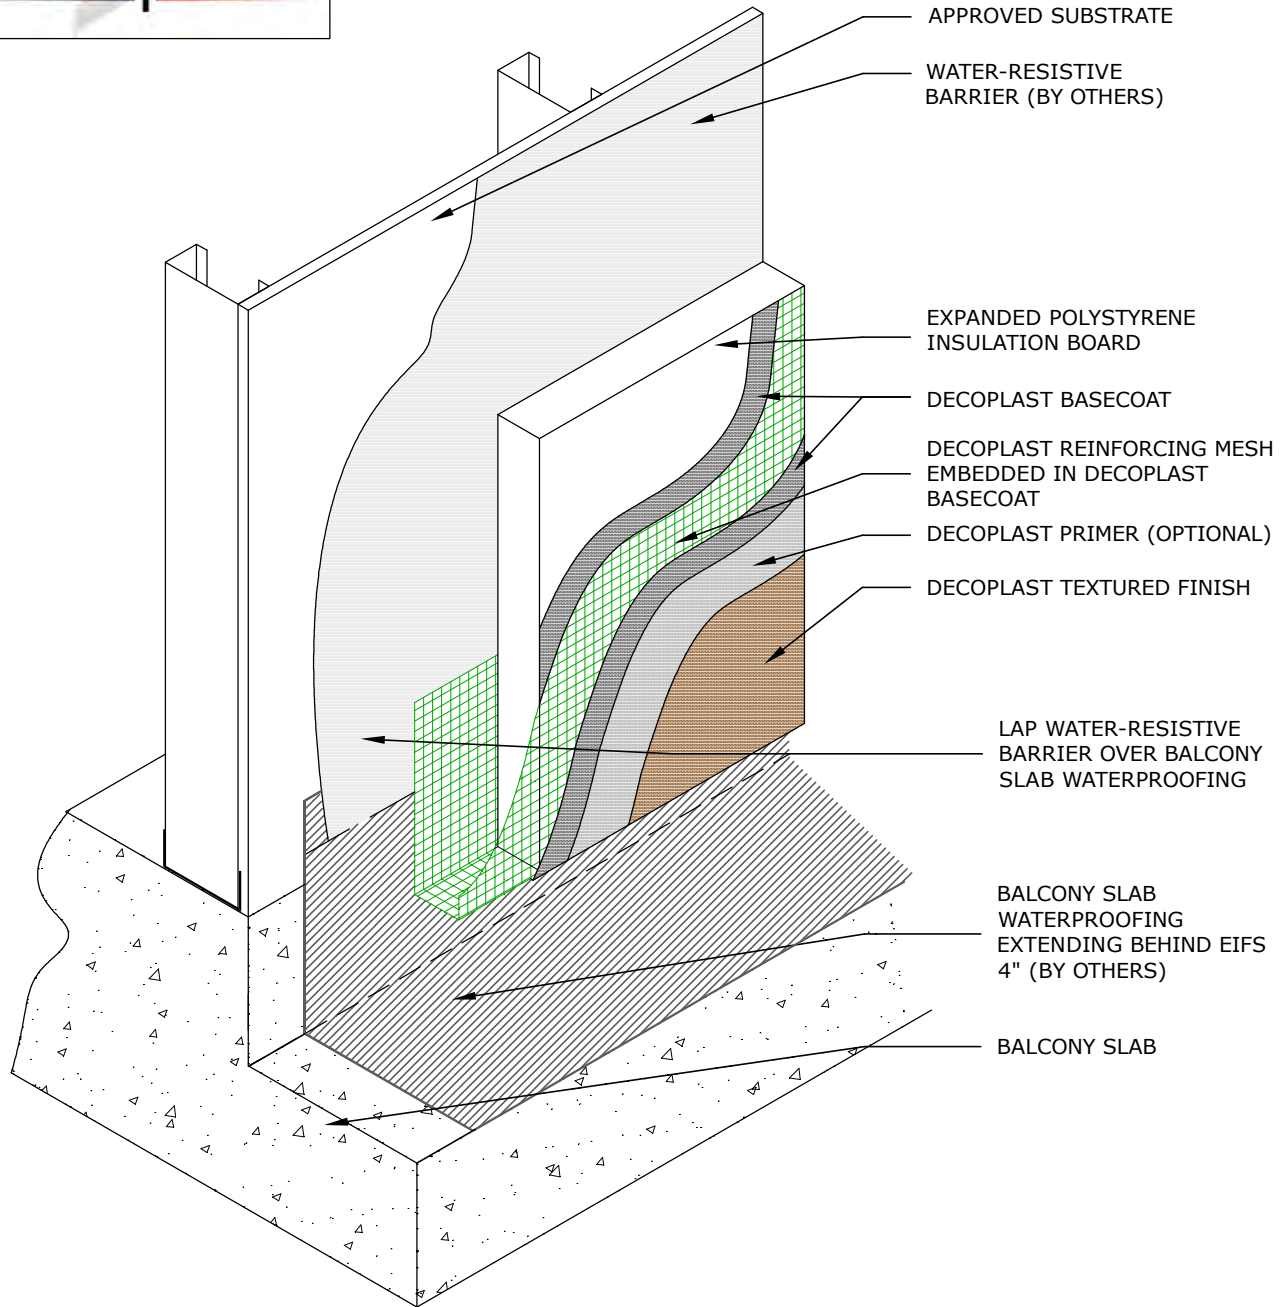 APPROVED SUBSTRATE
WATER-RESISTIVE
BARRIER (BY OTHERS)
EXPANDED POLYSTYRENE
INSULATION BOARD
DECOPLAST BASECOAT
DECOPLAST REINFORCING MESH
EMBEDDED IN DECOPLAST
BASECOAT
DECOPLAST PRIMER (OPTIONAL)
DECOPLAST TEXTURED FINISH
LAP WATER-RESISTIVE
BARRIER OVER BALCONY
SLAB WATERPROOFING
BALCONY SLAB
WATERPROOFING
EXTENDING BEHIND EIFS
4" (BY OTHERS)
BALCONY SLAB